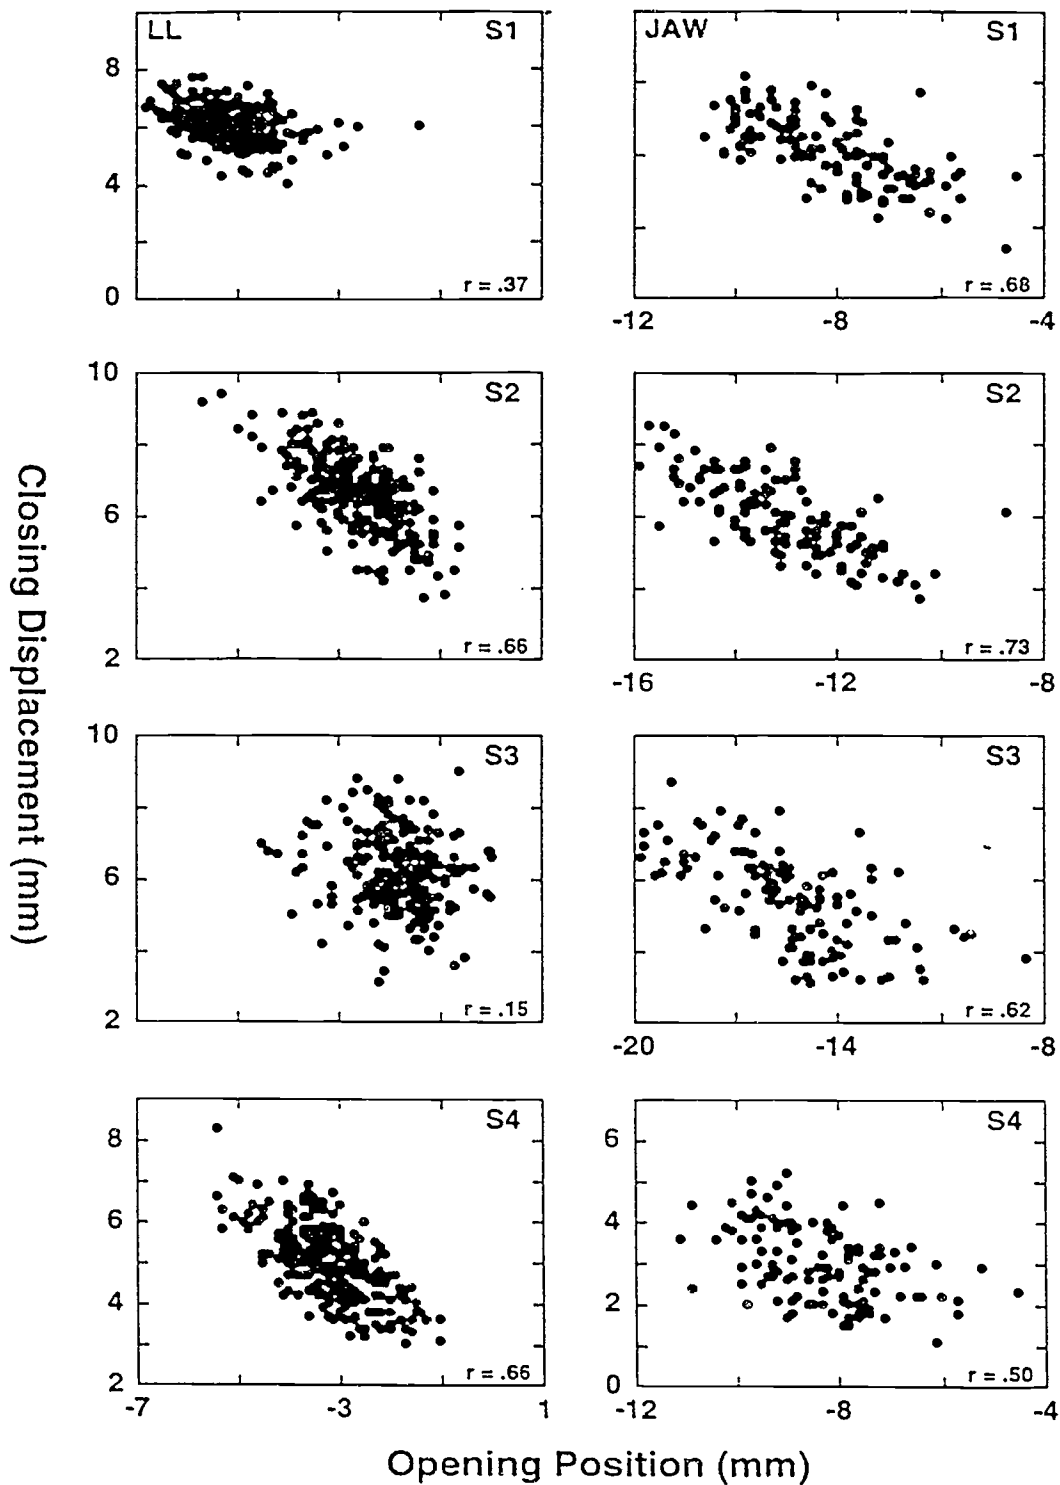 LL S1
JAW S1
8
4
0
r = .37
r = .68
-12 -8 -4
10
S2
S2
6
2
r = .66
r = .73
-16 -12 -8
10
S3
S3
6
2
r = .15
r = .62
-20 -14 -8
8
S4
6
S4
6
4
4
2
2
r = .66
0
r = .50
-7 -3 1
-12 -8 -4
Closing Displacement (mm)
Opening Position (mm)